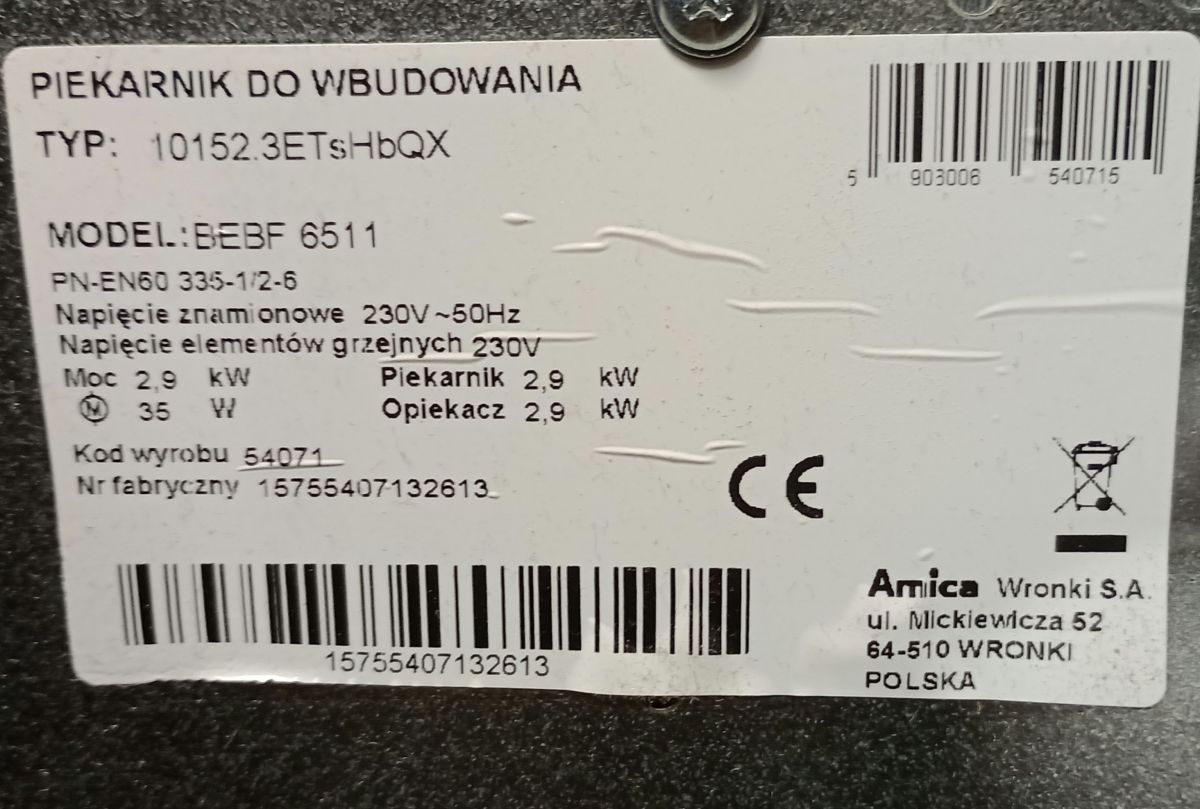 PIEKARNIK DO WBUDOWANIA
TYP: 10152.3ETsHbQX
5 903006 540715
MODEL: BEBF 6511
PN-EN60 335-1/2-6
Napięcie znamionowe 230V ~50Hz
Napięcie elementów grzejnych 230V
Moc 2,9 kW Piekarnik 2,9 kW
M 35 W Opiekacz 2,9 kW
Kod wyrobu 54071
Nr fabryczny 15755407132613
CE
15755407132613
Amica Wronki S.A.
ul. Mickiewicza 52
64-510 WRONKI
POLSKA